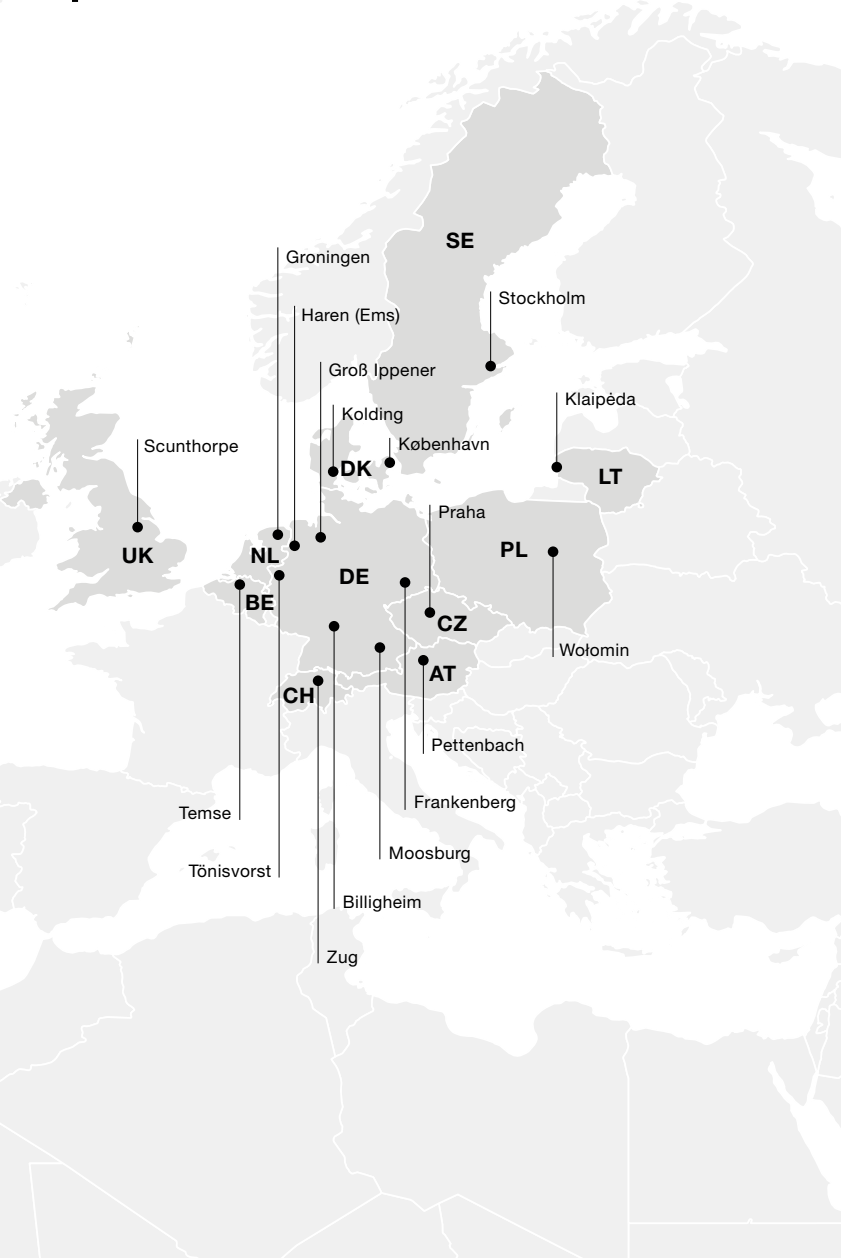 SE
Groningen
Stockholm
Haren (Ems)
Groß Ippener
Klaipėda
Kolding
København
Scunthorpe
DK
LT
Praha
UK
NL
PL
DE
BE
CZ
Wołomin
AT
CH
Pettenbach
Frankenberg
Temse
Moosburg
Tönisvorst
Billigheim
Zug